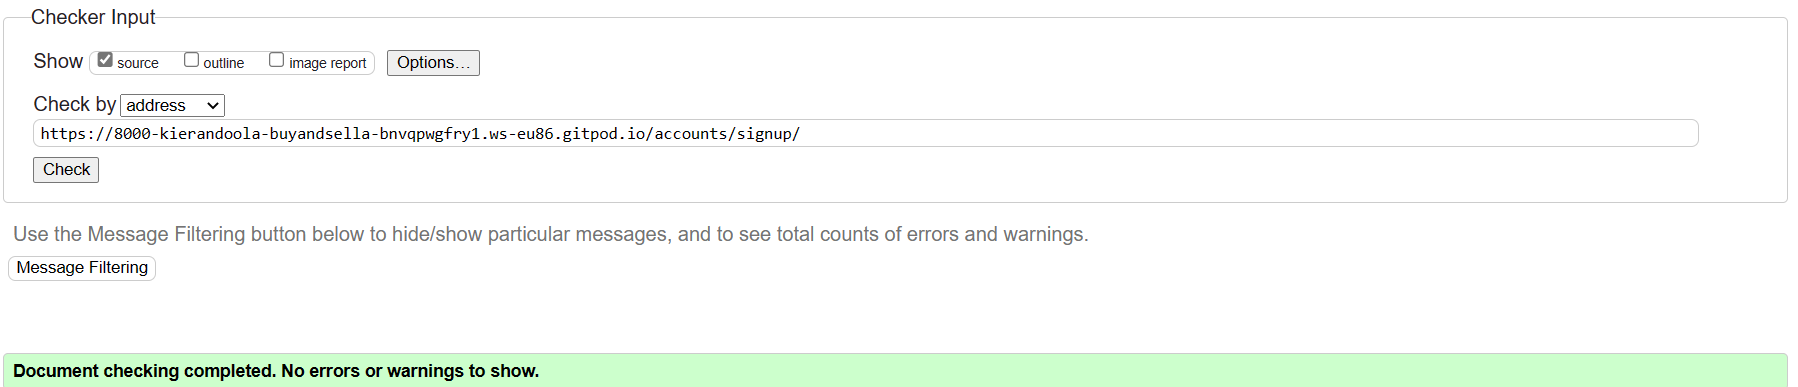 Checker Input
Show source outline image report Options...
Check by address
https://8000-kierandoola-buyandsella-bnvqpwgfry1.ws-eu86.gitpod.io/accounts/signup/
Check
Use the Message Filtering button below to hide/show particular messages, and to see total counts of errors and warnings.
Message Filtering
Document checking completed. No errors or warnings to show.